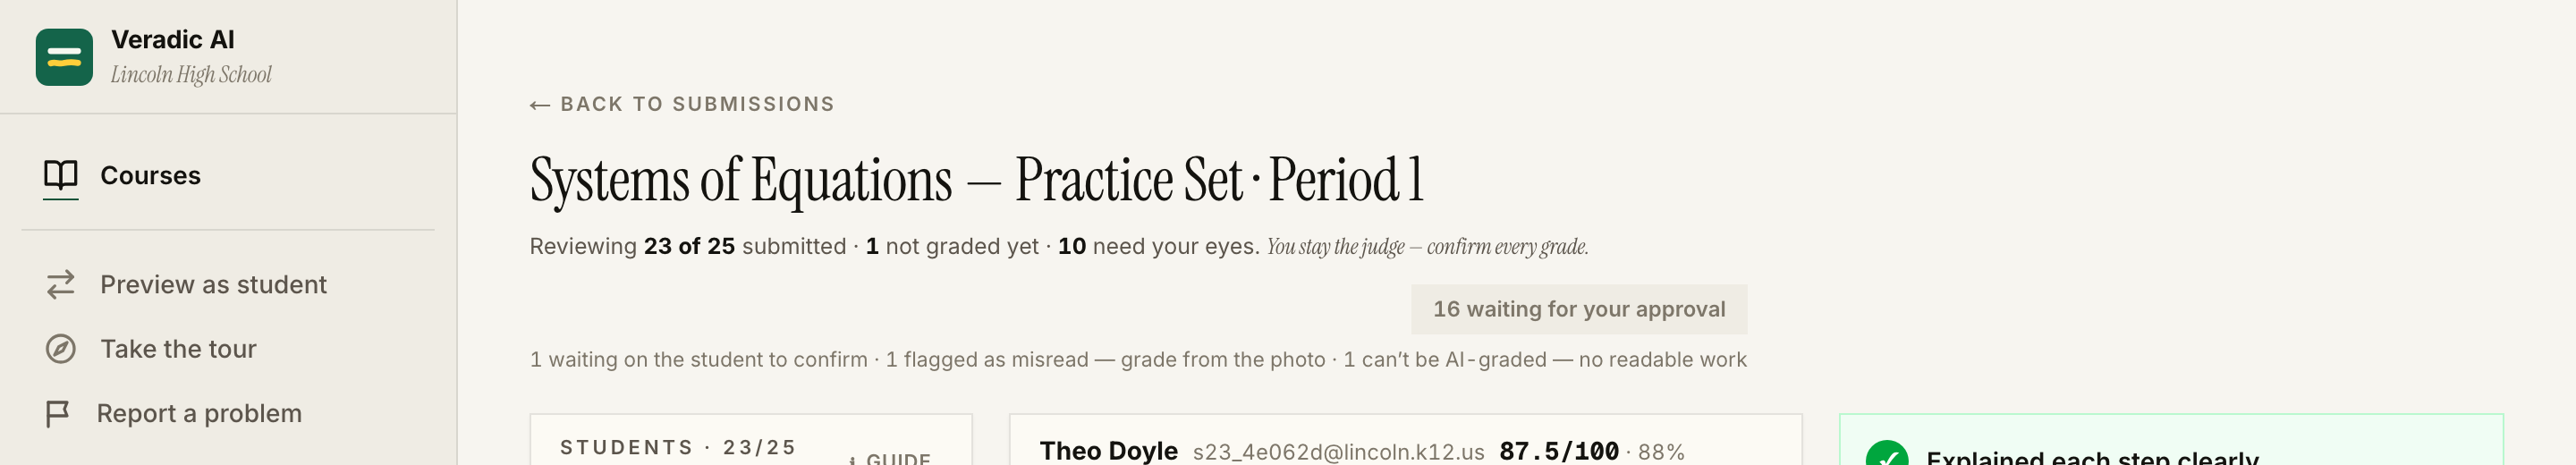 Veradic AI
Lincoln High School
Courses
Preview as student
Take the tour
Report a problem
← BACK TO SUBMISSIONS
Systems of Equations — Practice Set · Period 1
Reviewing 23 of 25 submitted · 1 not graded yet · 10 need your eyes. You stay the judge — confirm every grade.
16 waiting for your approval
1 waiting on the student to confirm · 1 flagged as misread — grade from the photo · 1 can’t be AI-graded — no readable work
STUDENTS · 23/25
GUIDE
Theo Doyle s23_4e062d@lincoln.k12.us 87.5/100 · 88%
Explained each step clearly